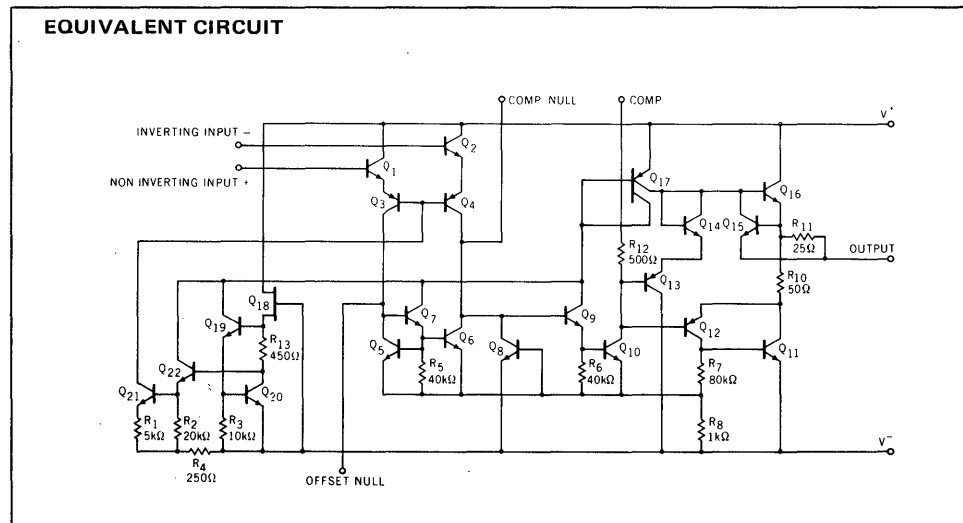 EQUIVALENT CIRCUIT
COMP NULL
COMP
V+
INVERTING INPUT −
Q2
Q1
NON INVERTING INPUT +
Q17
Q16
Q3
Q4
Q14
Q15
R11
25Ω
OUTPUT
R12
500Ω
R10
50Ω
Q18
Q13
Q19
Q7
Q9
Q12
R13
450Ω
Q5
Q6
Q8
Q10
Q11
Q22
R5
40kΩ
R6
40kΩ
R7
80kΩ
Q21
Q20
R1
5kΩ
R2
20kΩ
R3
10kΩ
R8
1kΩ
V−
R4
250Ω
OFFSET NULL